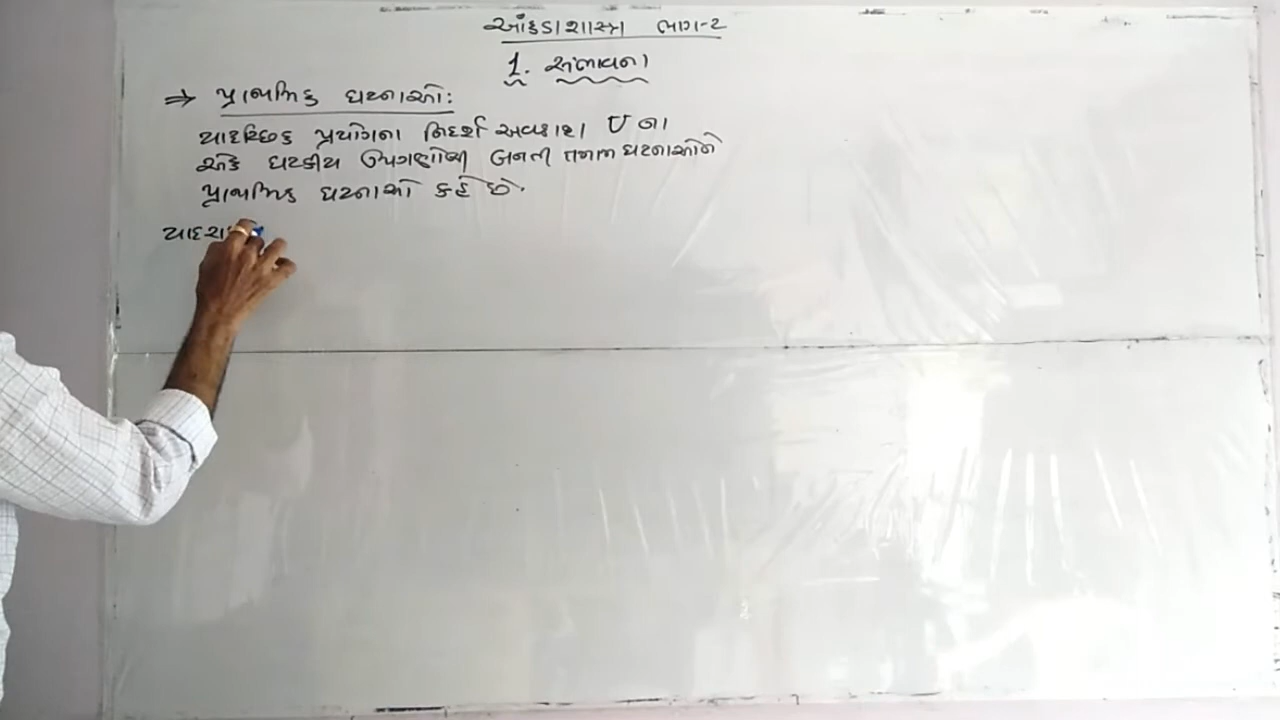 આંકડાશાસ્ત્ર ભાગ-૨
1. સંભાવના
⇒ પ્રાથમિક ઘટનાઓ:
યાદચ્છિક પ્રયોગના નિદર્શ અવકાશ U ના
એક ઘટકીય ઉપગણોથી બનતી તમામ ઘટનાઓને
પ્રાથમિક ઘટનાઓ કહે છે.